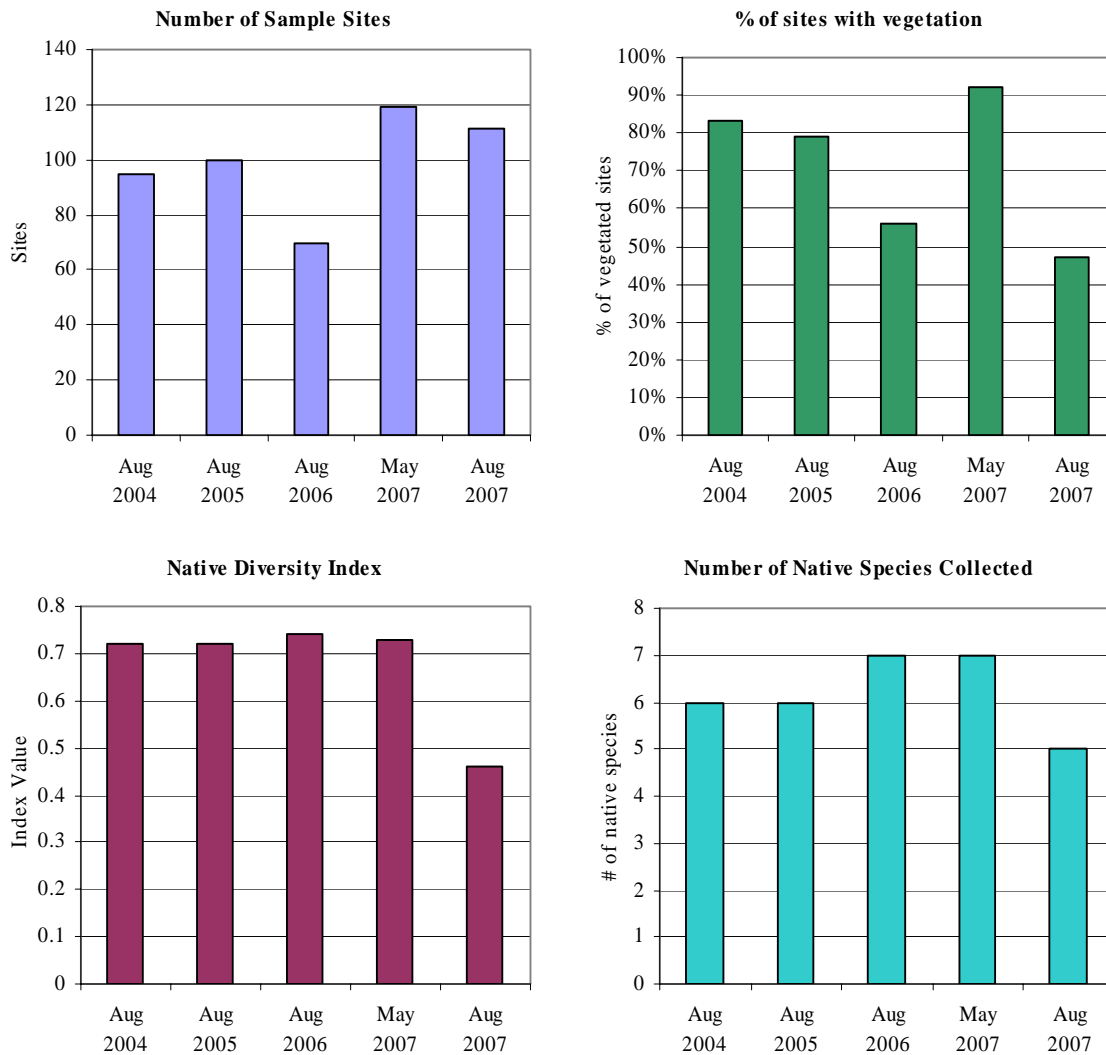 Number of Sample Sites
140
120
100
80
60
40
20
0
Sites
Aug Aug Aug May Aug
2004 2005 2006 2007 2007
% of sites with vegetation
100%
90%
80%
70%
60%
50%
40%
30%
20%
10%
0%
% of vegetated sites
Aug Aug Aug May Aug
2004 2005 2006 2007 2007
Native Diversity Index
0.8
0.7
0.6
0.5
0.4
0.3
0.2
0.1
0
Index Value
Aug Aug Aug May Aug
2004 2005 2006 2007 2007
Number of Native Species Collected
8
7
6
5
4
3
2
1
0
# of native species
Aug Aug Aug May Aug
2004 2005 2006 2007 2007